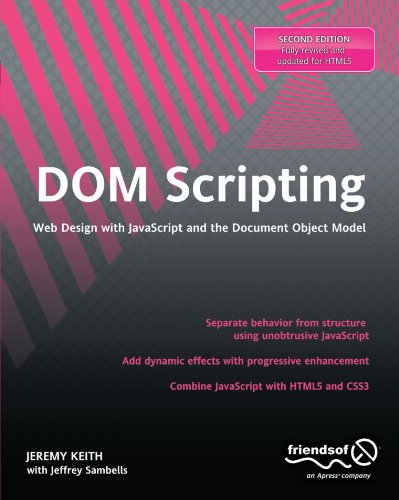 SECOND EDITION
Fully revised and
updated for HTML5
DOM Scripting
Web Design with JavaScript and the Document Object Model
Separate behavior from structure
using unobtrusive JavaScript
Add dynamic effects with progressive enhancement
Combine JavaScript with HTML5 and CSS3
JEREMY KEITH
with Jeffrey Sambells
friendsof
an Apress® company